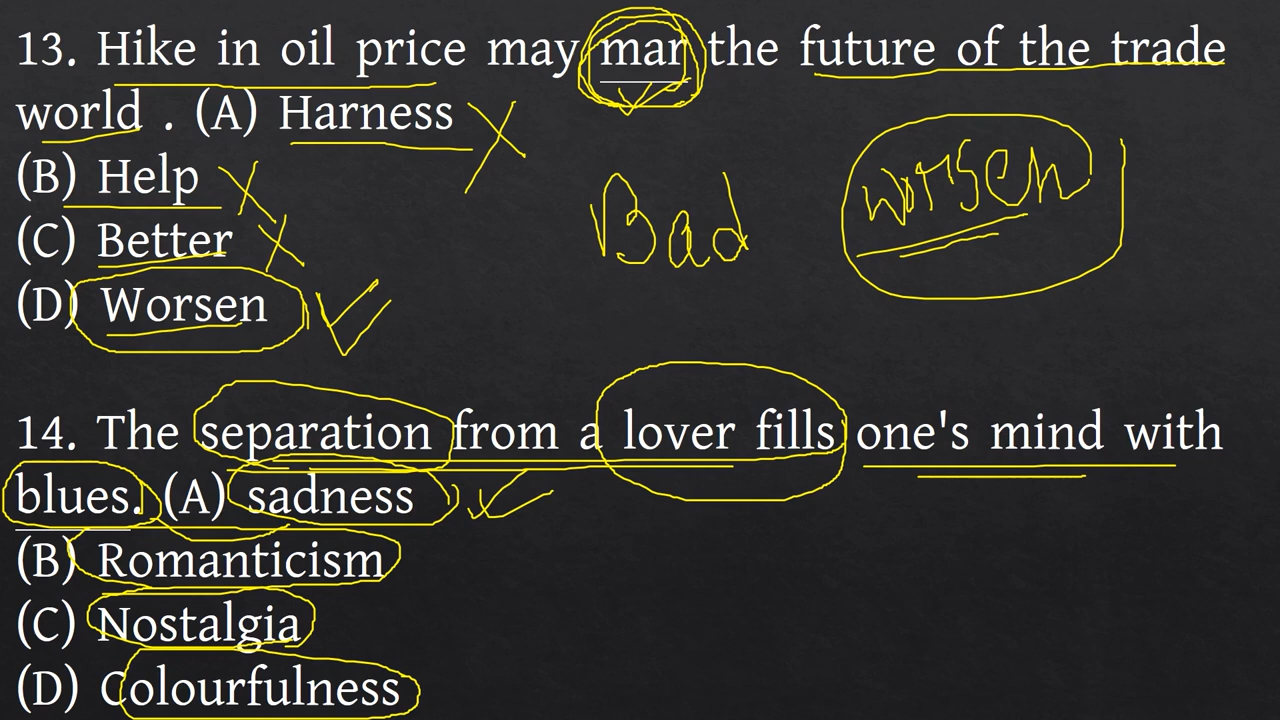 13. Hike in oil price may mar the future of the trade
world . (A) Harness
(B) Help
(C) Better
(D) Worsen
Bad
worsen
14. The separation from a lover fills one's mind with
blues. (A) sadness
(B) Romanticism
(C) Nostalgia
(D) Colourfulness